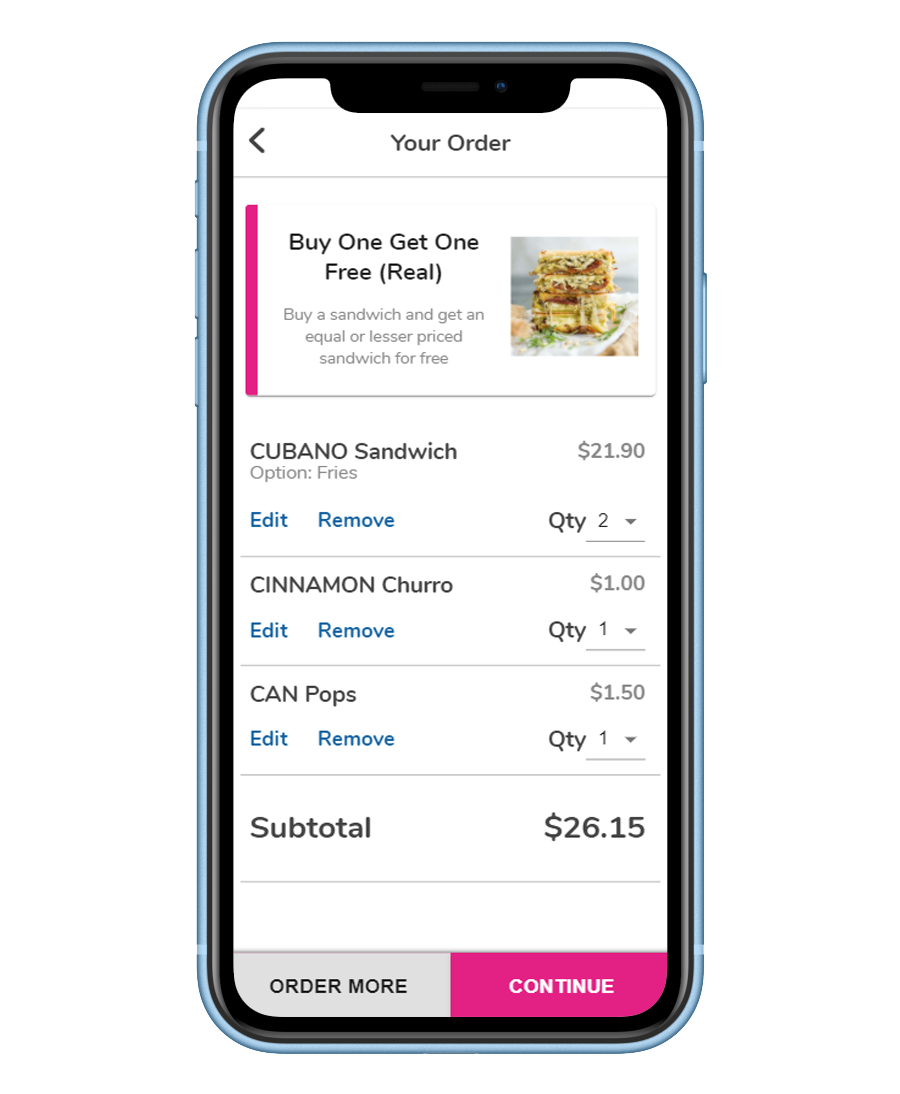 Your Order
Buy One Get One
Free (Real)
Buy a sandwich and get an
equal or lesser priced
sandwich for free
CUBANO Sandwich $21.90
Option: Fries
Edit Remove Qty 2
CINNAMON Churro $1.00
Edit Remove Qty 1
CAN Pops $1.50
Edit Remove Qty 1
Subtotal $26.15
ORDER MORE CONTINUE